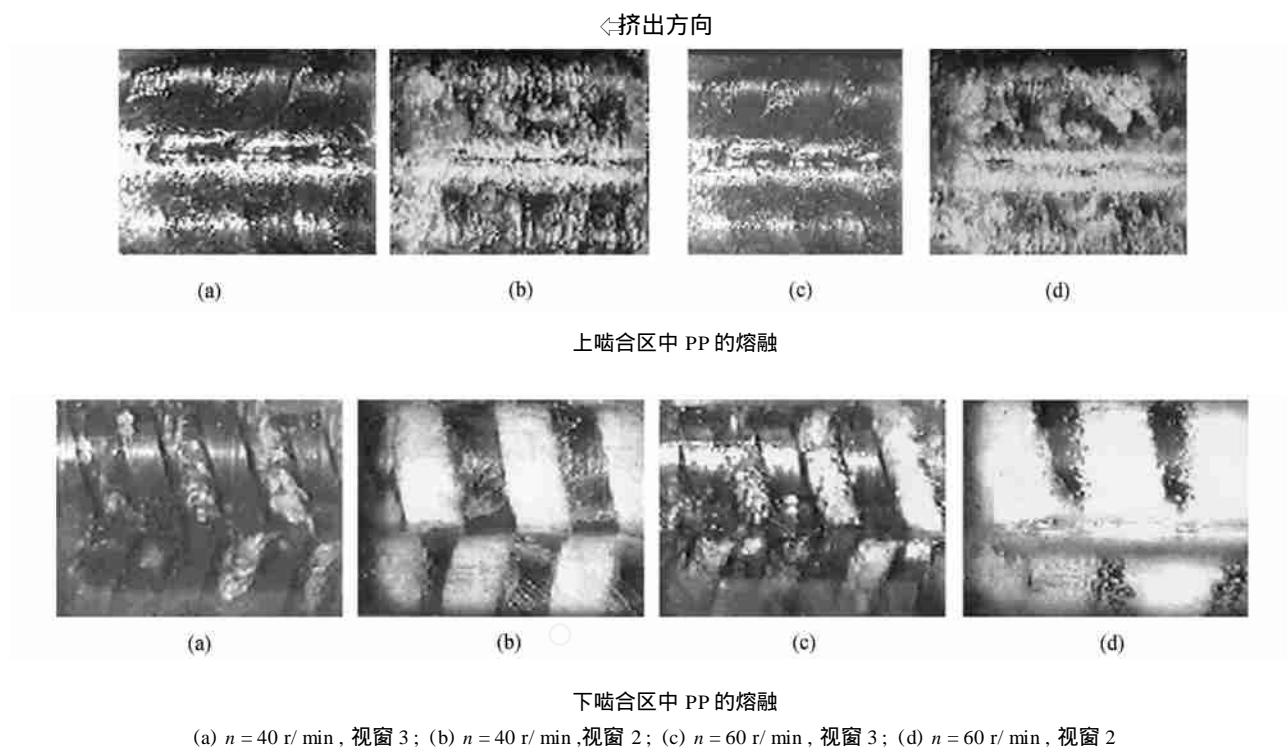 ⇦挤出方向
(a) (b) (c) (d)
上啮合区中 PP 的熔融
(a) (b) (c) (d)
下啮合区中 PP 的熔融
(a) n = 40 r/ min , 视窗 3 ; (b) n = 40 r/ min ,视窗 2 ; (c) n = 60 r/ min , 视窗 3 ; (d) n = 60 r/ min , 视窗 2